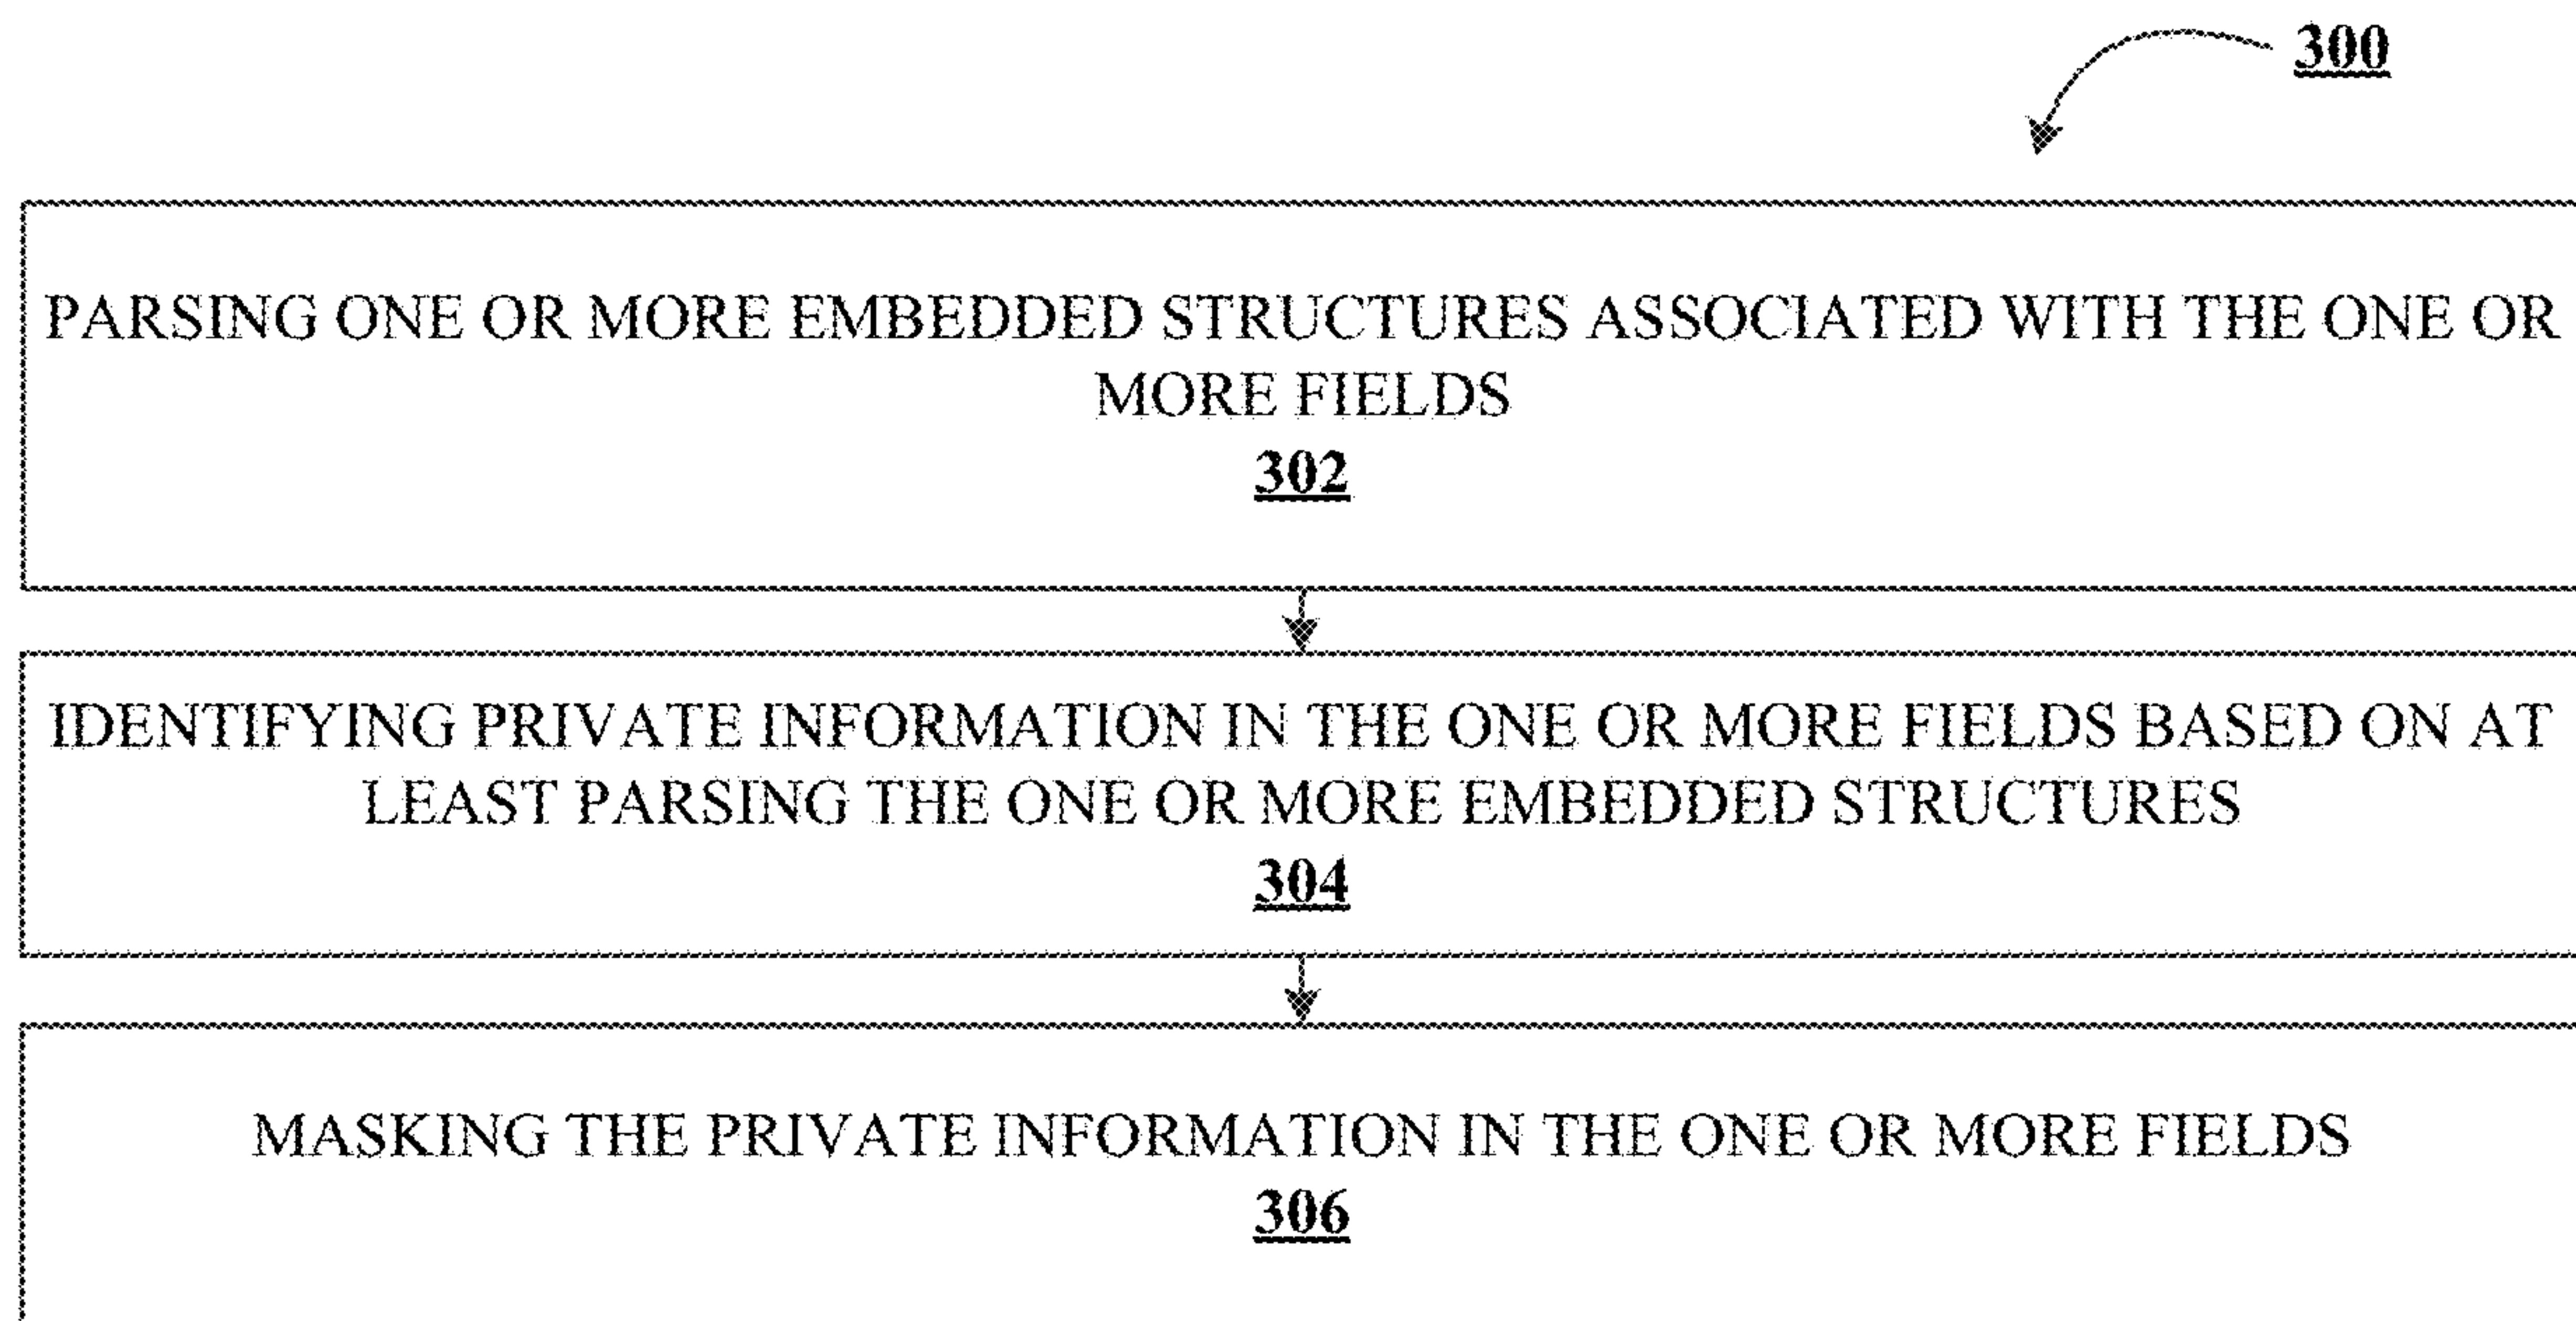 300
PARSING ONE OR MORE EMBEDDED STRUCTURES ASSOCIATED WITH THE ONE OR
MORE FIELDS
302
IDENTIFYING PRIVATE INFORMATION IN THE ONE OR MORE FIELDS BASED ON AT
LEAST PARSING THE ONE OR MORE EMBEDDED STRUCTURES
304
MASKING THE PRIVATE INFORMATION IN THE ONE OR MORE FIELDS
306